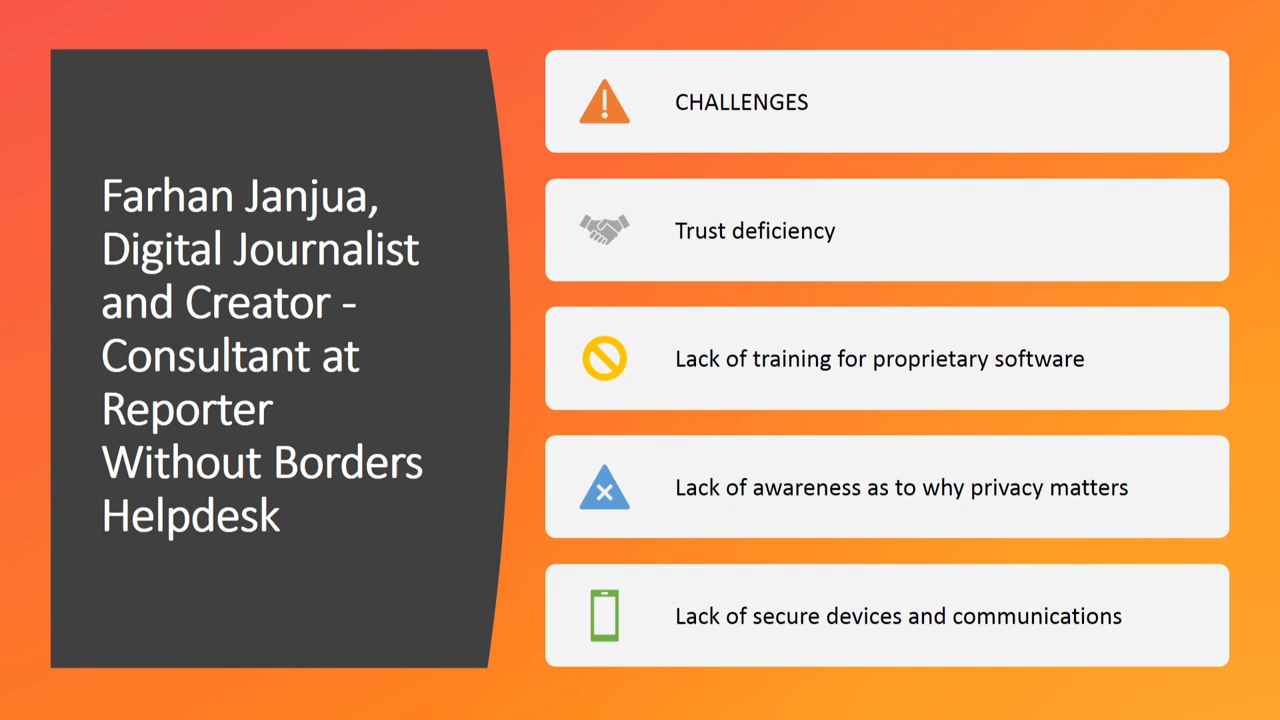 Farhan Janjua,
Digital Journalist
and Creator -
Consultant at
Reporter
Without Borders
Helpdesk
CHALLENGES
Trust deficiency
Lack of training for proprietary software
Lack of awareness as to why privacy matters
Lack of secure devices and communications